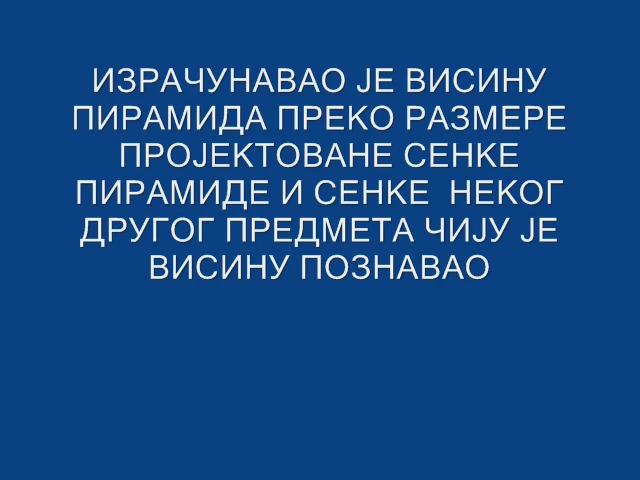 ИЗРАЧУНАВАО ЈЕ ВИСИНУ
ПИРАМИДА ПРЕКО РАЗМЕРЕ
ПРОЈЕКТОВАНЕ СЕНКЕ
ПИРАМИДЕ И СЕНКЕ  НЕКОГ
ДРУГОГ ПРЕДМЕТА ЧИЈУ ЈЕ
ВИСИНУ ПОЗНАВАО